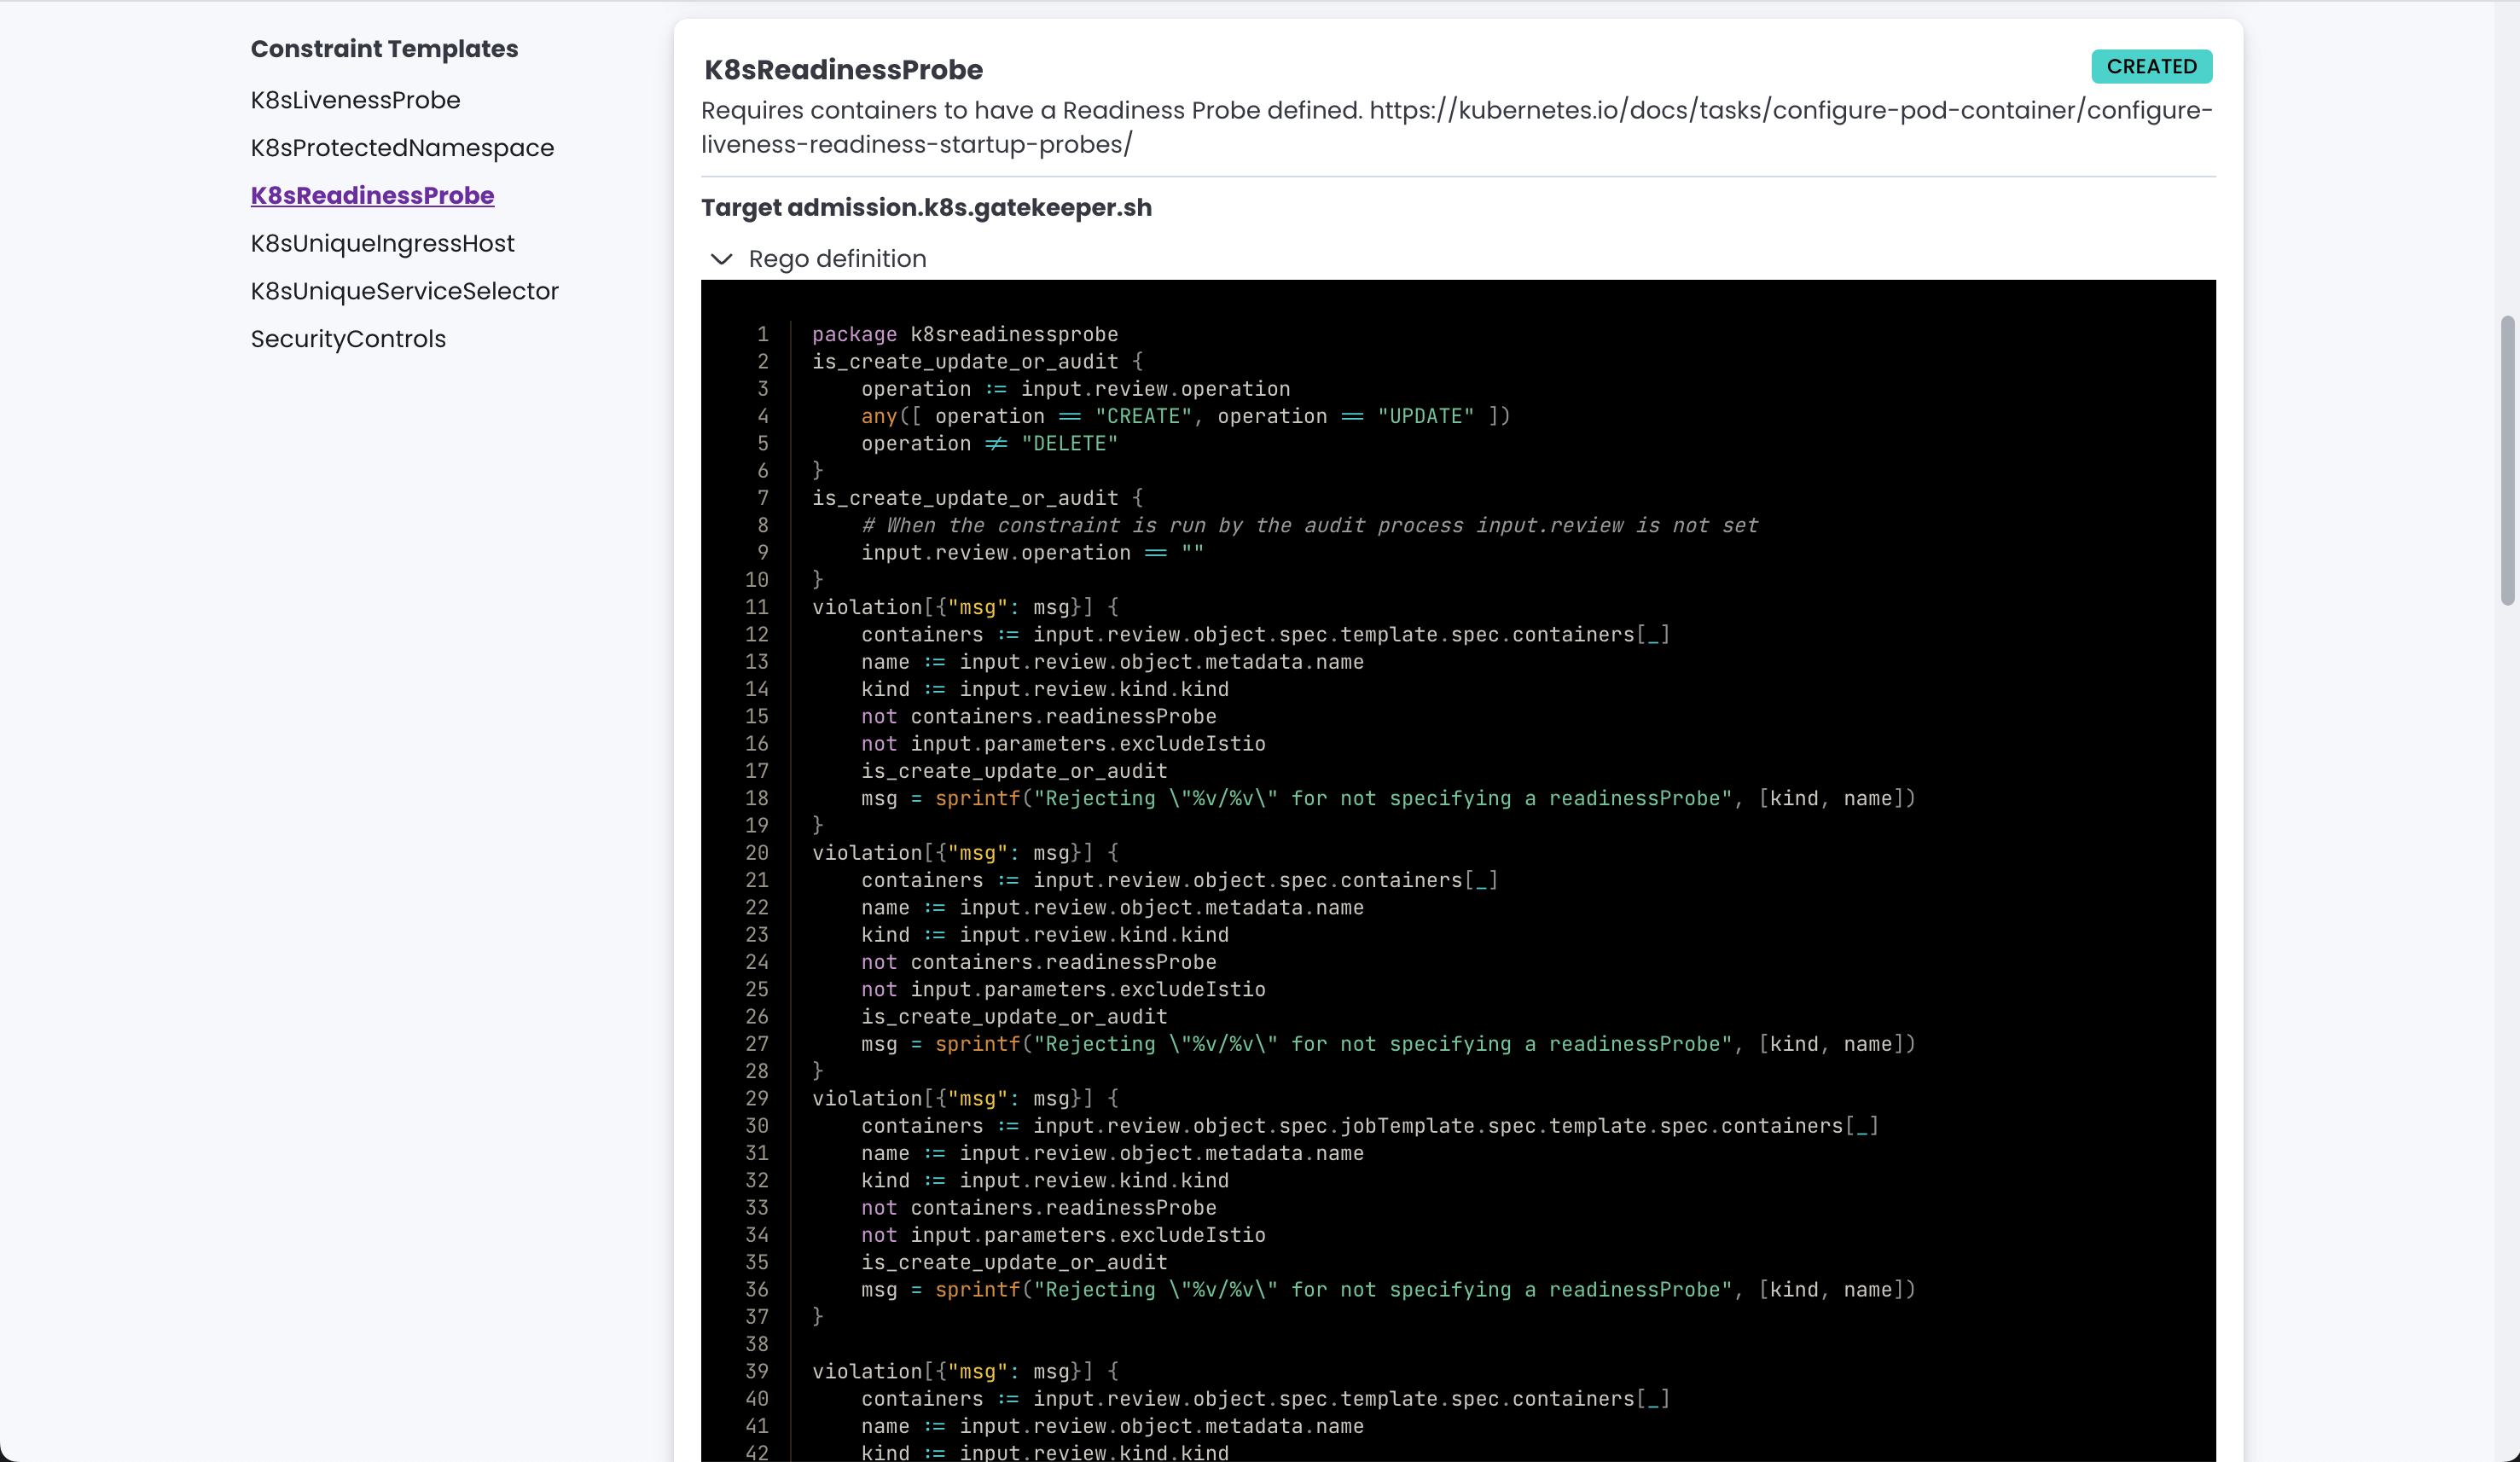 Constraint Templates
K8sLivenessProbe
K8sProtectedNamespace
K8sReadinessProbe
K8sUniqueIngressHost
K8sUniqueServiceSelector
SecurityControls
K8sReadinessProbe
CREATED
Requires containers to have a Readiness Probe defined. https://kubernetes.io/docs/tasks/configure-pod-container/configure-
liveness-readiness-startup-probes/
Target admission.k8s.gatekeeper.sh
Rego definition
1 package k8sreadinessprobe
2 is_create_update_or_audit {
3     operation := input.review.operation
4     any([ operation == "CREATE", operation == "UPDATE" ])
5     operation != "DELETE"
6 }
7 is_create_update_or_audit {
8     # When the constraint is run by the audit process input.review is not set
9     input.review.operation == ""
10 }
11 violation[{"msg": msg}] {
12     containers := input.review.object.spec.template.spec.containers[_]
13     name := input.review.object.metadata.name
14     kind := input.review.kind.kind
15     not containers.readinessProbe
16     not input.parameters.excludeIstio
17     is_create_update_or_audit
18     msg = sprintf("Rejecting \"%v/%v\" for not specifying a readinessProbe", [kind, name])
19 }
20 violation[{"msg": msg}] {
21     containers := input.review.object.spec.containers[_]
22     name := input.review.object.metadata.name
23     kind := input.review.kind.kind
24     not containers.readinessProbe
25     not input.parameters.excludeIstio
26     is_create_update_or_audit
27     msg = sprintf("Rejecting \"%v/%v\" for not specifying a readinessProbe", [kind, name])
28 }
29 violation[{"msg": msg}] {
30     containers := input.review.object.spec.jobTemplate.spec.template.spec.containers[_]
31     name := input.review.object.metadata.name
32     kind := input.review.kind.kind
33     not containers.readinessProbe
34     not input.parameters.excludeIstio
35     is_create_update_or_audit
36     msg = sprintf("Rejecting \"%v/%v\" for not specifying a readinessProbe", [kind, name])
37 }
38
39 violation[{"msg": msg}] {
40     containers := input.review.object.spec.template.spec.containers[_]
41     name := input.review.object.metadata.name
42     kind := input.review.kind.kind